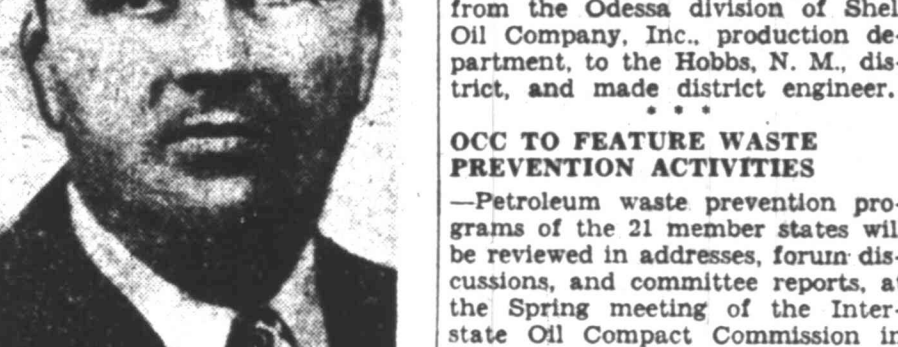 from the Odessa division of Shel
Oil Company, Inc., production de-
partment, to the Hobbs, N. M., dis-
trict, and made district engineer.
* * *
OCC TO FEATURE WASTE
PREVENTION ACTIVITIES
—Petroleum waste prevention pro-
grams of the 21 member states wil
be reviewed in addresses, forum dis-
cussions, and committee reports, at
the Spring meeting of the Inter-
state Oil Compact Commission in